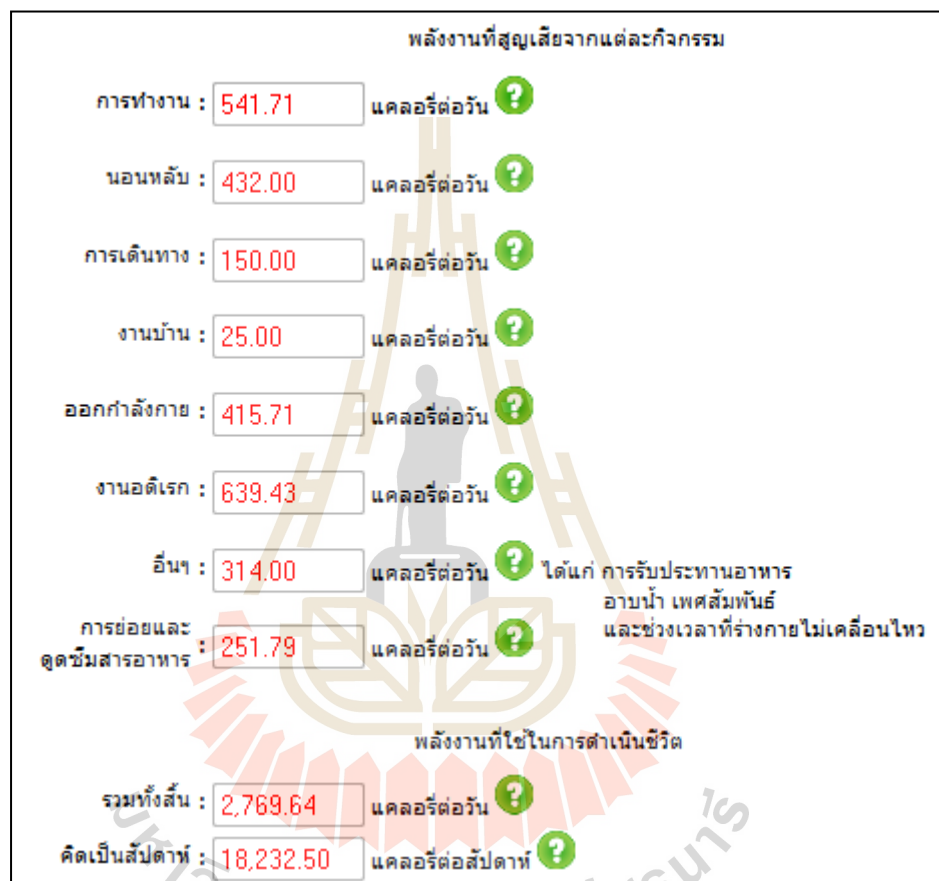 พลังงานที่สูญเสียจากแต่ละกิจกรรม
การทำงาน : 541.71 แคลอรี่ต่อวัน ?
นอนหลับ : 432.00 แคลอรี่ต่อวัน ?
การเดินทาง : 150.00 แคลอรี่ต่อวัน ?
งานบ้าน : 25.00 แคลอรี่ต่อวัน ?
ออกกำลังกาย : 415.71 แคลอรี่ต่อวัน ?
งานอดิเรก : 639.43 แคลอรี่ต่อวัน ?
อื่นๆ : 314.00 แคลอรี่ต่อวัน ? ได้แก่ การรับประทานอาหาร
อาบน้ำ เพศสัมพันธ์
และช่วงเวลาที่ร่างกายไม่เคลื่อนไหว
การย่อยและ
ดูดซึมสารอาหาร : 251.79 แคลอรี่ต่อวัน ?
พลังงานที่ใช้ในการดำเนินชีวิต
รวมทั้งสิ้น : 2,769.64 แคลอรี่ต่อวัน ?
คิดเป็นสัปดาห์ : 18,232.50 แคลอรี่ต่อสัปดาห์ ?